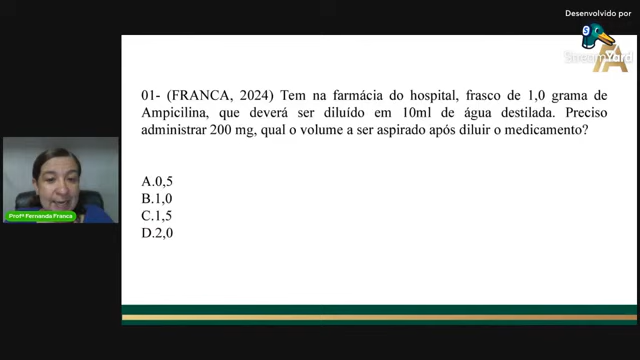 Desenvolvido por
StreamYard
01- (FRANCA, 2024) Tem na farmácia do hospital, frasco de 1,0 grama de
Ampicilina, que deverá ser diluído em 10ml de água destilada. Preciso
administrar 200 mg, qual o volume a ser aspirado após diluir o medicamento?
A.0,5
B.1,0
C.1,5
D.2,0
Profª Fernanda Franca